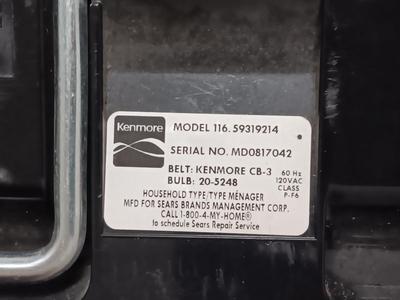 Kenmore
MODEL 116.59319214
SERIAL NO. MD0817042
BELT: KENMORE CB-3
BULB: 20-5248
60 Hz
120VAC
CLASS
P-F6
HOUSEHOLD TYPE/TYPE MÉNAGER
MFD FOR SEARS BRANDS MANAGEMENT CORP.
CALL 1-800-4-MY-HOME®
to schedule Sears Repair Service